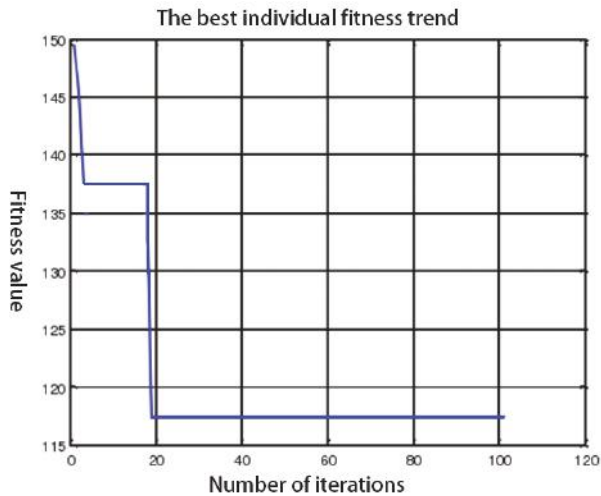 The best individual fitness trend
150
145
140
135
130
125
120
115
Fitness value
0 20 40 60 80 100 120
Number of iterations